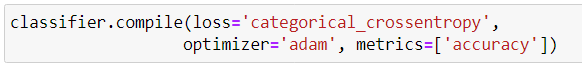 classifier.compile(loss='categorical_crossentropy',
optimizer='adam', metrics=['accuracy'])